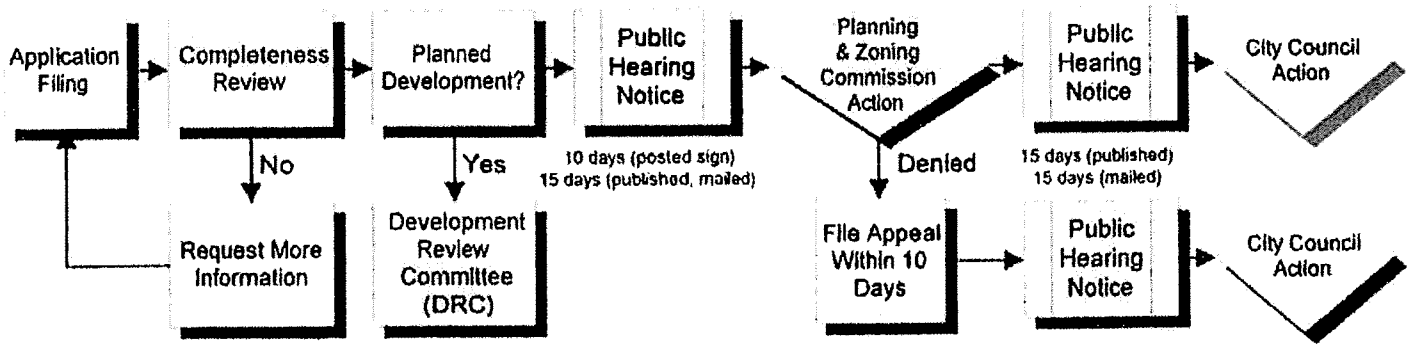 Application
Filing
Completeness
Review
Planned
Development?
Public
Hearing
Notice
Planning
& Zoning
Commission
Action
Public
Hearing
Notice
City Council
Action
No
Yes
10 days (posted sign)
15 days (published, mailed)
Denied
15 days (published)
15 days (mailed)
Request More
Information
Development
Review
Committee
(DRC)
File Appeal
Within 10
Days
Public
Hearing
Notice
City Council
Action